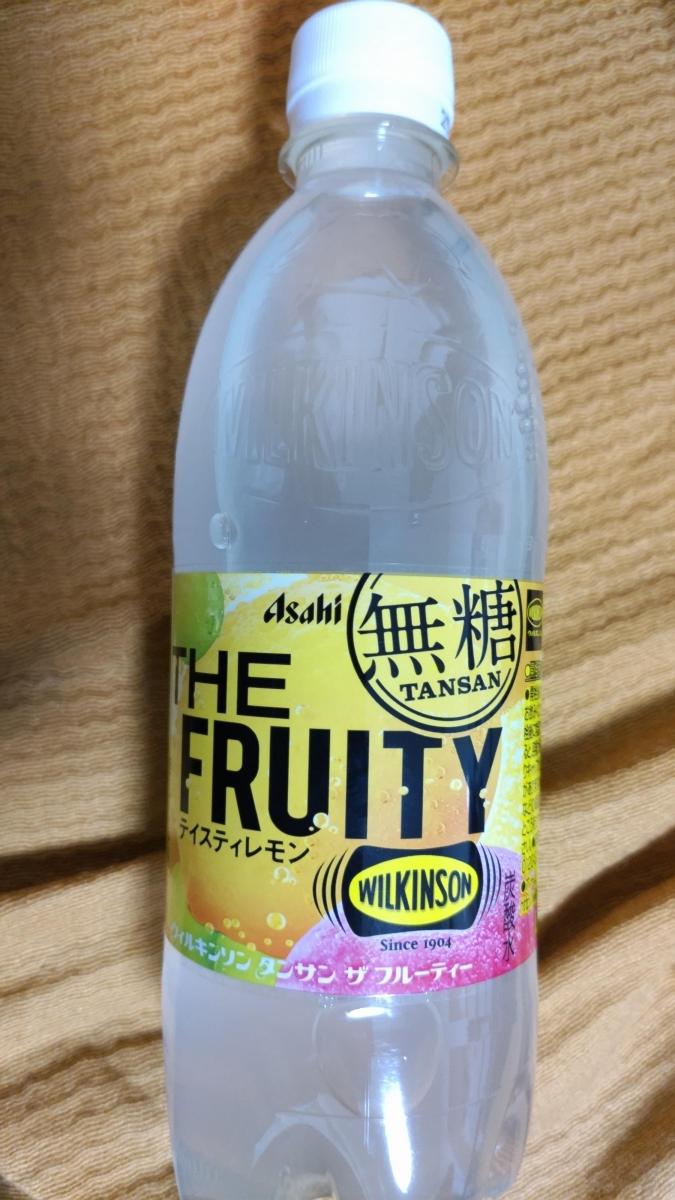 WILKINSON
Asahi
無糖
TANSAN
THE
FRUITY
テイスティレモン
WILKINSON
Since 1904
炭酸水
ウィルキンソン タンサン ザ フルーティー